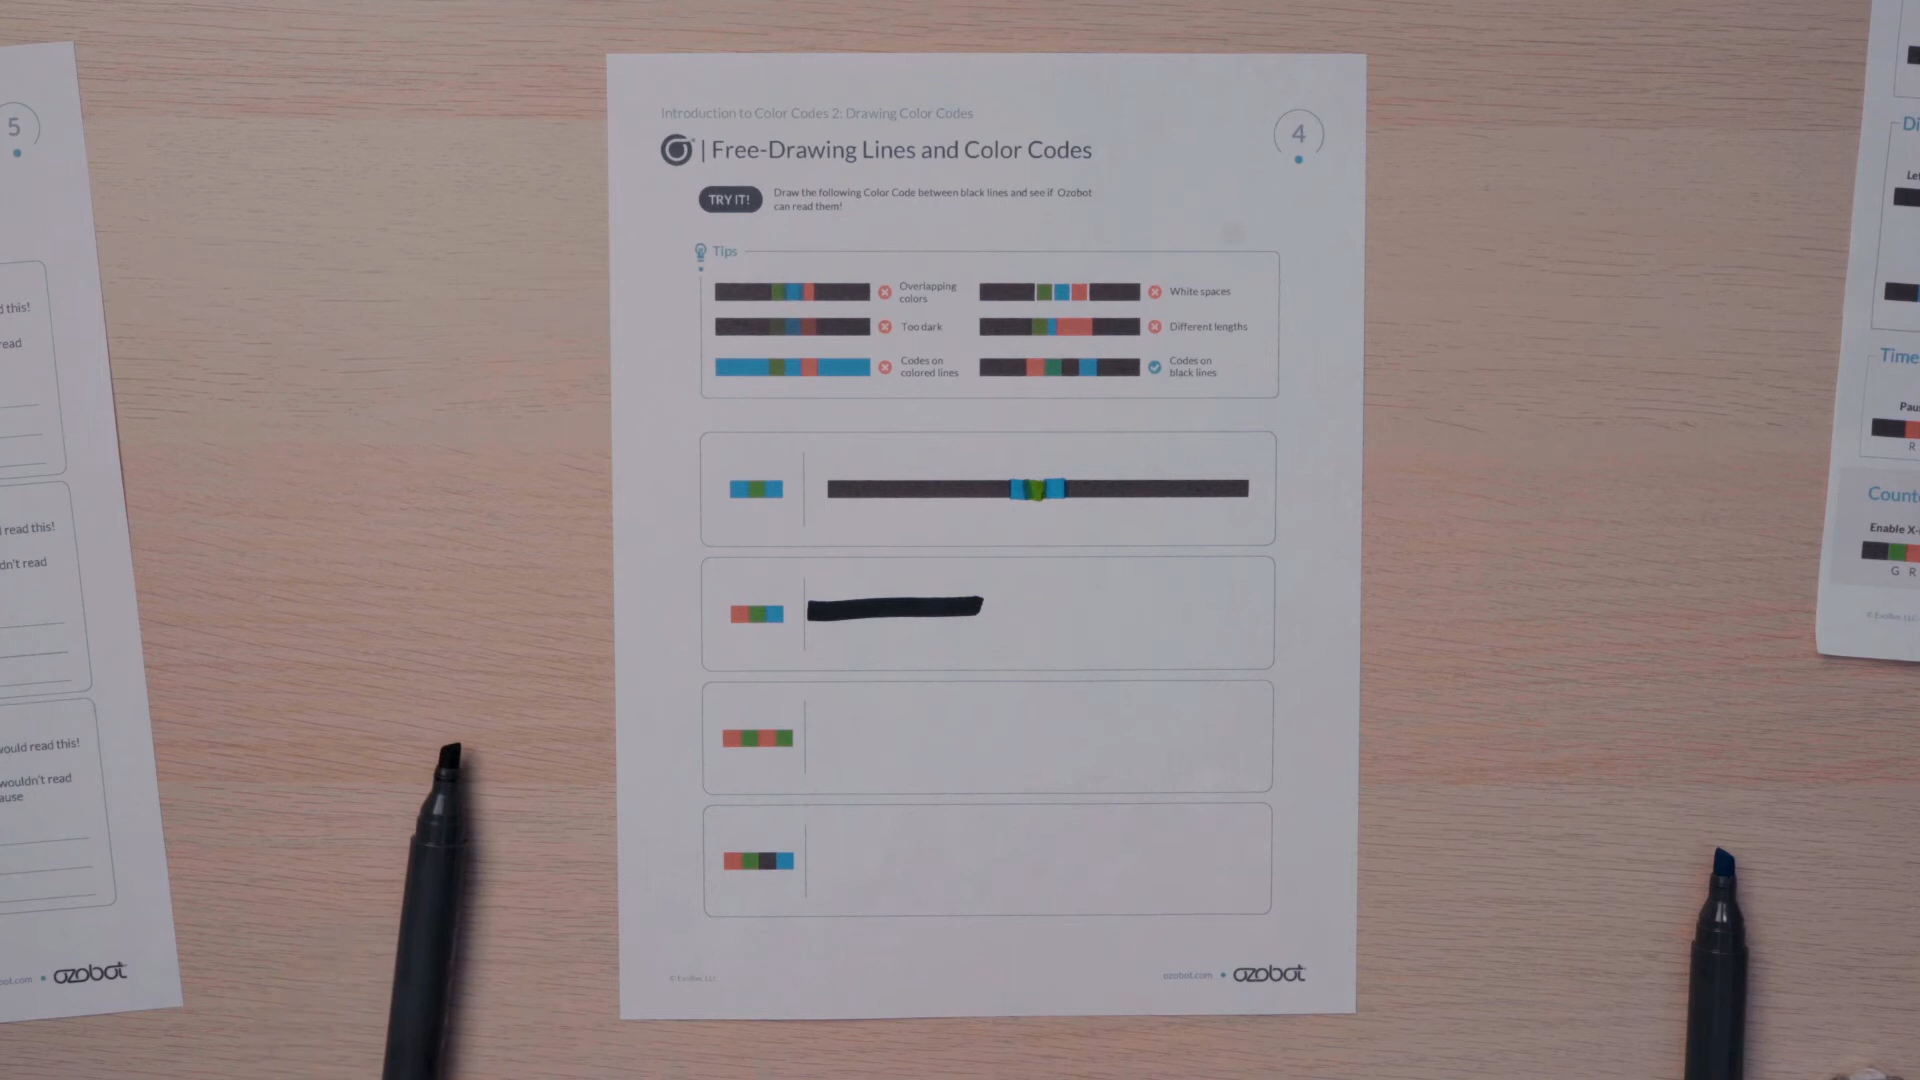 Introduction to Color Codes 2: Drawing Color Codes
| Free-Drawing Lines and Color Codes
4
TRY IT!
Draw the following Color Code between black lines and see if Ozobot
can read them!
Tips
Overlapping
colors
White spaces
Too dark
Different lengths
Codes on
colored lines
Codes on
black lines
ozobot.com • ozobot
5
this!
read
read this!
dn't read
would read this!
wouldn't read
ause
ozobot
Di
Le
Time
Pau
R
Count
Enable X-
G R